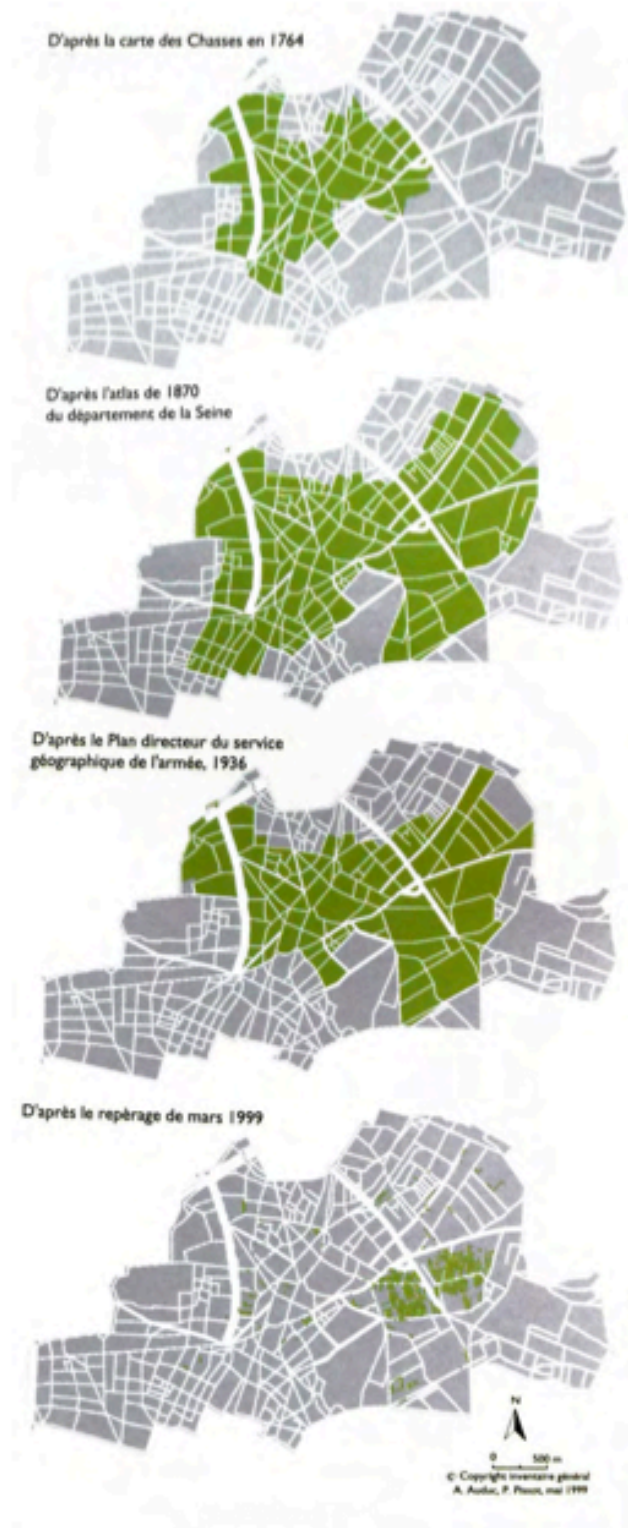 D'après la carte des Chasses en 1764
D'après l'atlas de 1870
du département de la Seine
D'après le Plan directeur du service
géographique de l'armée, 1936
D'après le repérage de mars 1999
N
0 500 m
© Copyright inventaire général
A. Auduc, P. Pissot, mai 1999